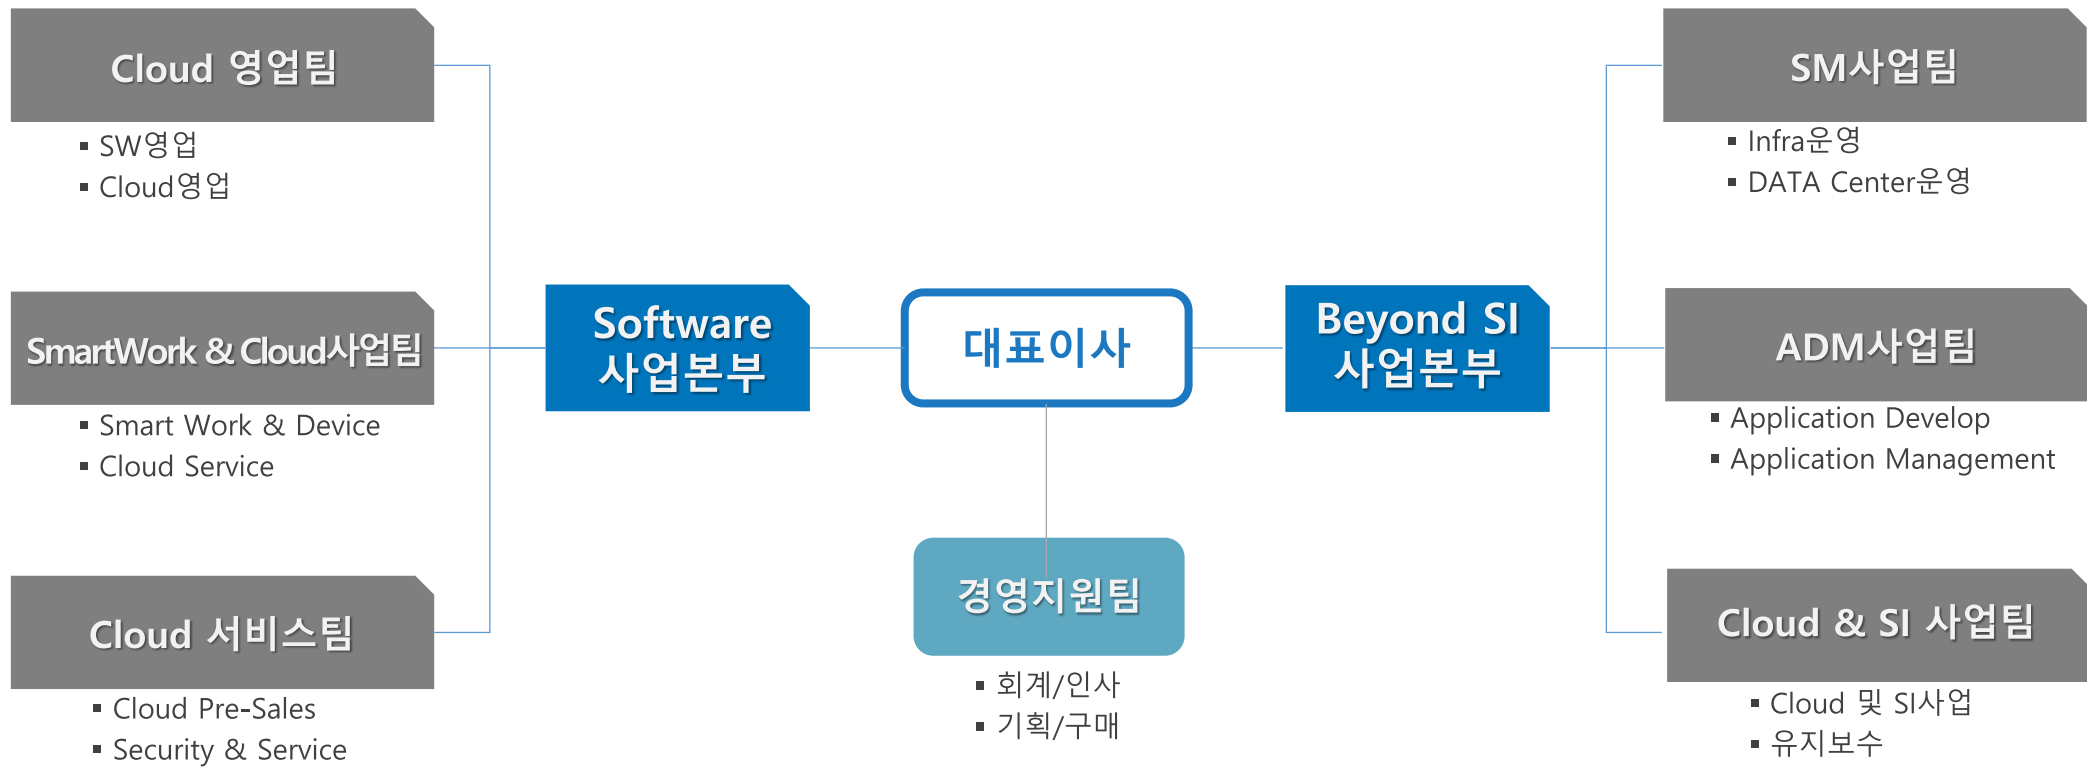 Cloud 영업팀
▪ SW영업
▪ Cloud영업
SmartWork & Cloud사업팀
▪ Smart Work & Device
▪ Cloud Service
Cloud 서비스팀
▪ Cloud Pre-Sales
▪ Security & Service
Software
사업본부
대표이사
경영지원팀
▪ 회계/인사
▪ 기획/구매
Beyond SI
사업본부
SM사업팀
▪ Infra운영
▪ DATA Center운영
ADM사업팀
▪ Application Develop
▪ Application Management
Cloud & SI 사업팀
▪ Cloud 및 SI사업
▪ 유지보수